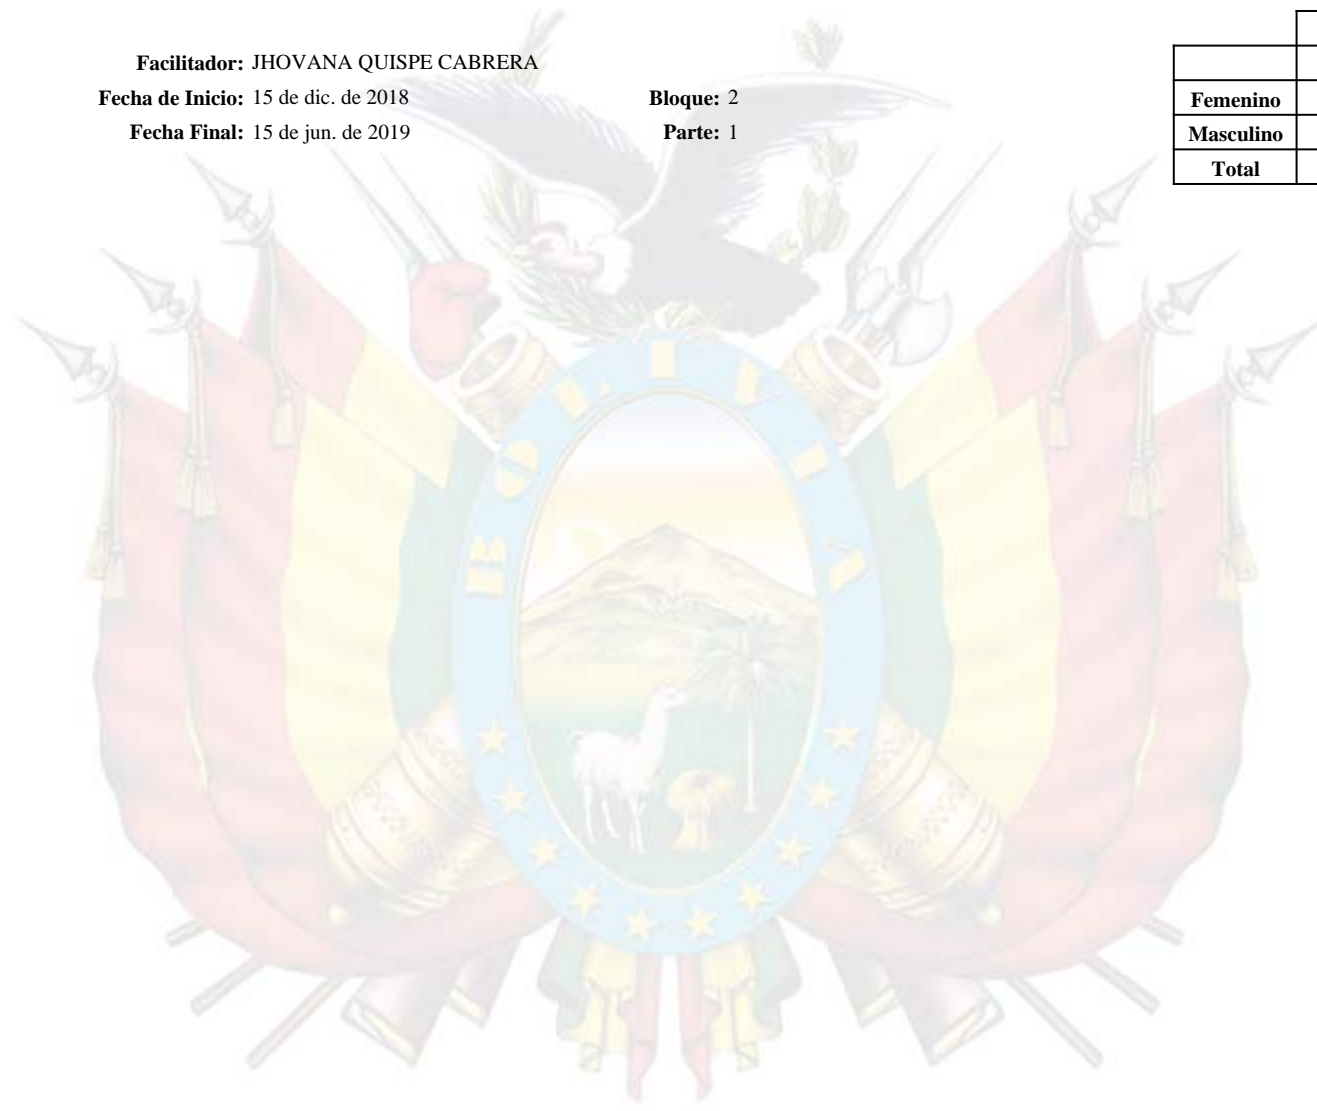 Facilitador: JHOVANA QUISPE CABRERA
Fecha de Inicio: 15 de dic. de 2018 Bloque: 2
Fecha Final: 15 de jun. de 2019 Parte: 1
Femenino
Masculino
Total
BOLIVIA